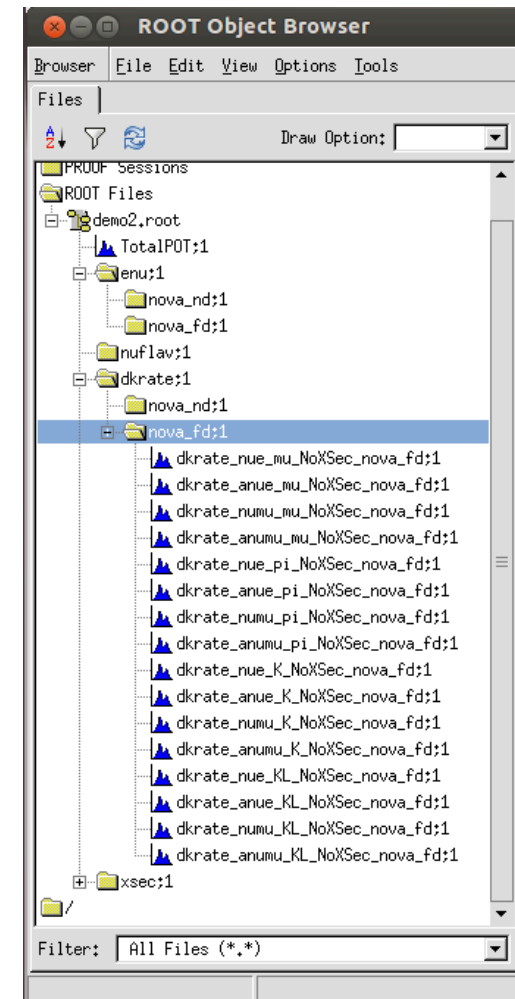 ROOT Object Browser
Browser File Edit View Options Tools
Files
Draw Option:
PROOF Sessions
ROOT Files
demo2.root
TotalPOT;1
enu;1
nova_nd;1
nova_fd;1
nuflav;1
dkrate;1
nova_nd;1
nova_fd;1
dkrate_nue_mu_NoXSec_nova_fd;1
dkrate_anue_mu_NoXSec_nova_fd;1
dkrate_numu_mu_NoXSec_nova_fd;1
dkrate_anumu_mu_NoXSec_nova_fd;1
dkrate_nue_pi_NoXSec_nova_fd;1
dkrate_anue_pi_NoXSec_nova_fd;1
dkrate_numu_pi_NoXSec_nova_fd;1
dkrate_anumu_pi_NoXSec_nova_fd;1
dkrate_nue_K_NoXSec_nova_fd;1
dkrate_anue_K_NoXSec_nova_fd;1
dkrate_numu_K_NoXSec_nova_fd;1
dkrate_anumu_K_NoXSec_nova_fd;1
dkrate_nue_KL_NoXSec_nova_fd;1
dkrate_anue_KL_NoXSec_nova_fd;1
dkrate_numu_KL_NoXSec_nova_fd;1
dkrate_anumu_KL_NoXSec_nova_fd;1
xsec;1
/
Filter: All Files (*.*)